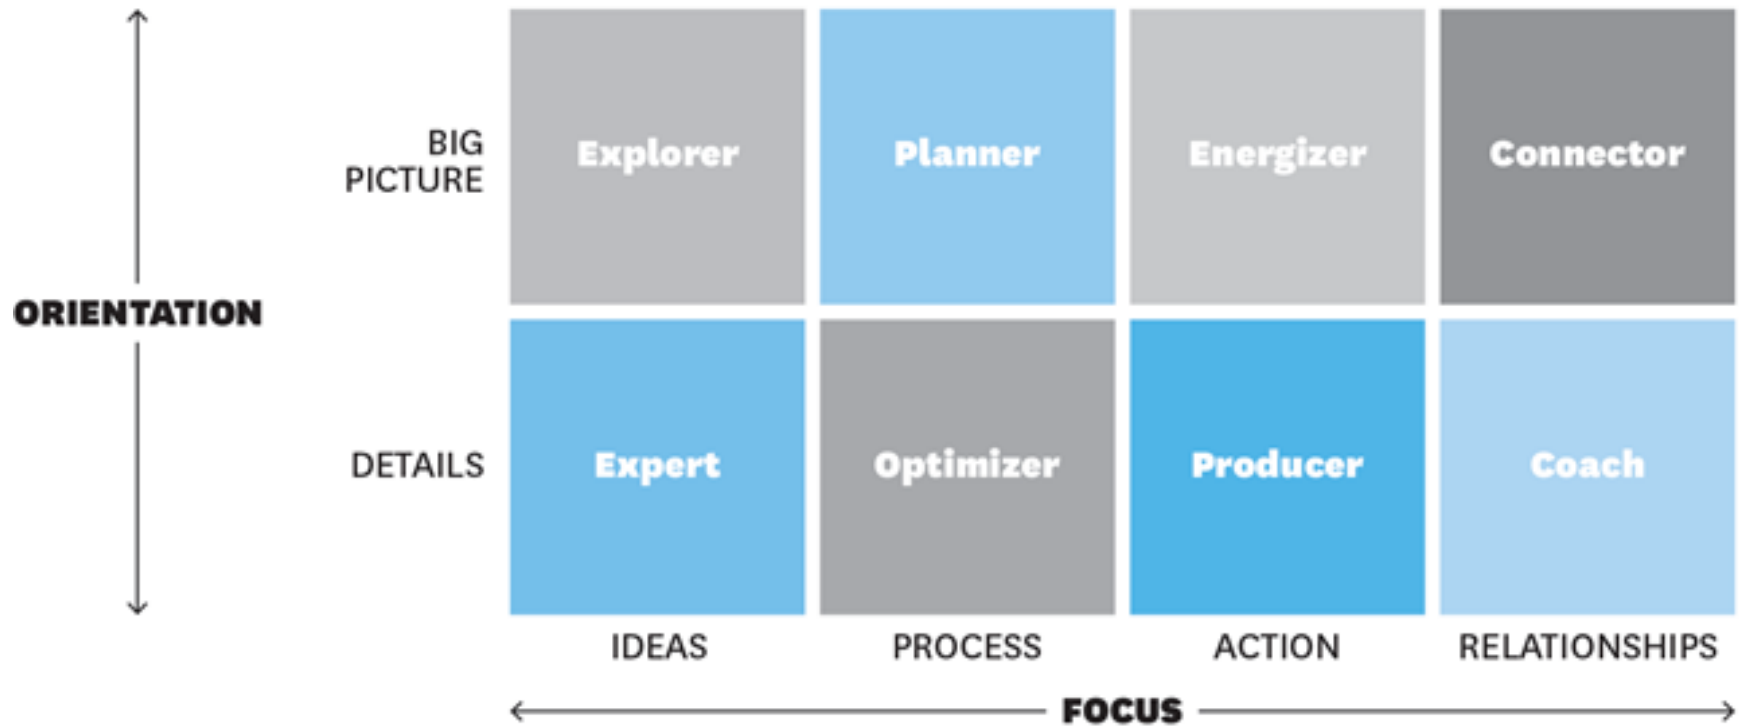 BIG
PICTURE
Explorer
Planner
Energizer
Connector
ORIENTATION
DETAILS
Expert
Optimizer
Producer
Coach
IDEAS
PROCESS
ACTION
RELATIONSHIPS
FOCUS